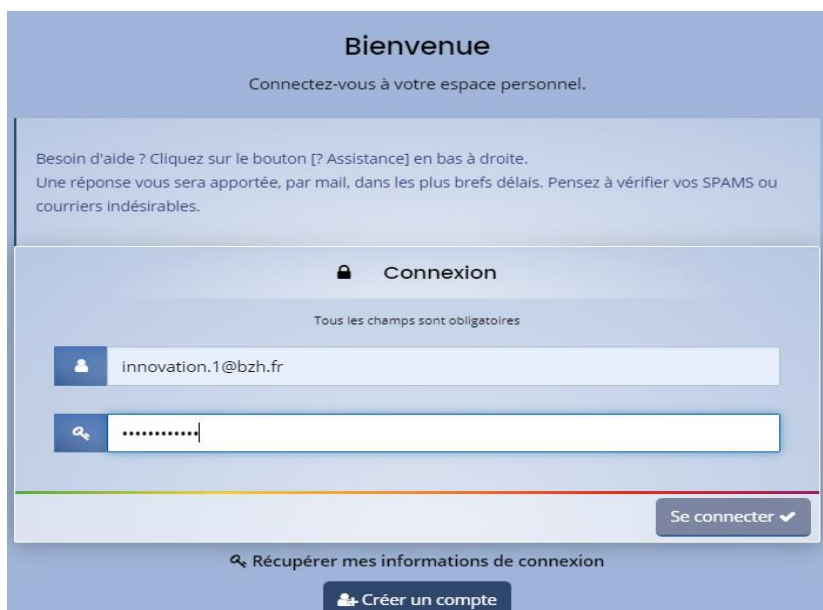 Bienvenue
Connectez-vous à votre espace personnel.
Besoin d'aide ? Cliquez sur le bouton [? Assistance] en bas à droite.
Une réponse vous sera apportée, par mail, dans les plus brefs délais. Pensez à vérifier vos SPAMS ou
courriers indésirables.
Connexion
Tous les champs sont obligatoires
innovation.1@bzh.fr
••••••••••••
Se connecter
Récupérer mes informations de connexion
Créer un compte